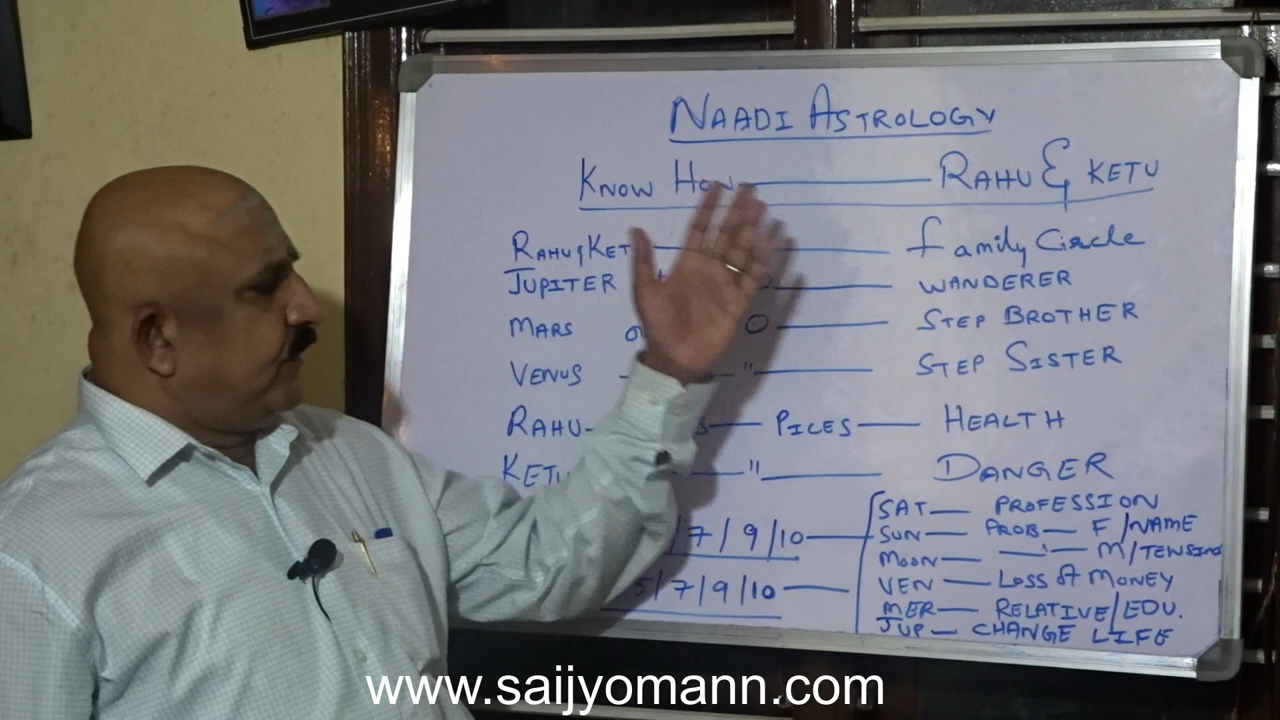 NAADI ASTROLOGY
KNOW HOW — RAHU & KETU
RAHU & KET — family Circle
JUPITER — WANDERER
MARS O — STEP BROTHER
VENUS — " — STEP SISTER
RAHU — PICES — HEALTH
KETU — " — DANGER
/ 7 / 9 / 10 —
5 / 7 / 9 / 10 —
SAT — PROFESSION
SUN — PROB — F / NAME
MOON — " — M / TENSION
VEN — LOSS OF MONEY
MER — RELATIVE / EDU.
JUP — CHANGE LIFE
www.saijyomann.com